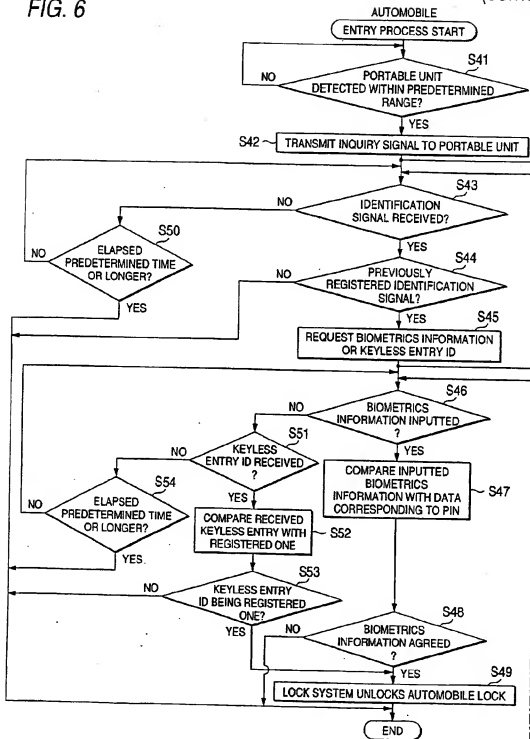 FIG. 6
AUTOMOBILE
ENTRY PROCESS START
S41
PORTABLE UNIT
DETECTED WITHIN PREDETERMINED
RANGE?
NO
YES
S42
TRANSMIT INQUIRY SIGNAL TO PORTABLE UNIT
S43
IDENTIFICATION
SIGNAL RECEIVED?
NO
YES
S50
ELAPSED
PREDETERMINED TIME
OR LONGER?
NO
YES
S44
PREVIOUSLY
REGISTERED IDENTIFICATION
SIGNAL?
NO
YES
S45
REQUEST BIOMETRICS INFORMATION
OR KEYLESS ENTRY ID
S46
BIOMETRICS
INFORMATION INPUTTED
?
NO
YES
S51
KEYLESS
ENTRY ID RECEIVED
?
NO
YES
S47
COMPARE INPUTTED
BIOMETRICS
INFORMATION WITH DATA
CORRESPONDING TO PIN
S54
ELAPSED
PREDETERMINED TIME
OR LONGER?
NO
YES
S52
COMPARE RECEIVED
KEYLESS ENTRY WITH
REGISTERED ONE
S53
KEYLESS ENTRY
ID BEING REGISTERED
ONE?
NO
YES
S48
BIOMETRICS
INFORMATION AGREED
?
NO
YES
S49
LOCK SYSTEM UNLOCKS AUTOMOBILE LOCK
END